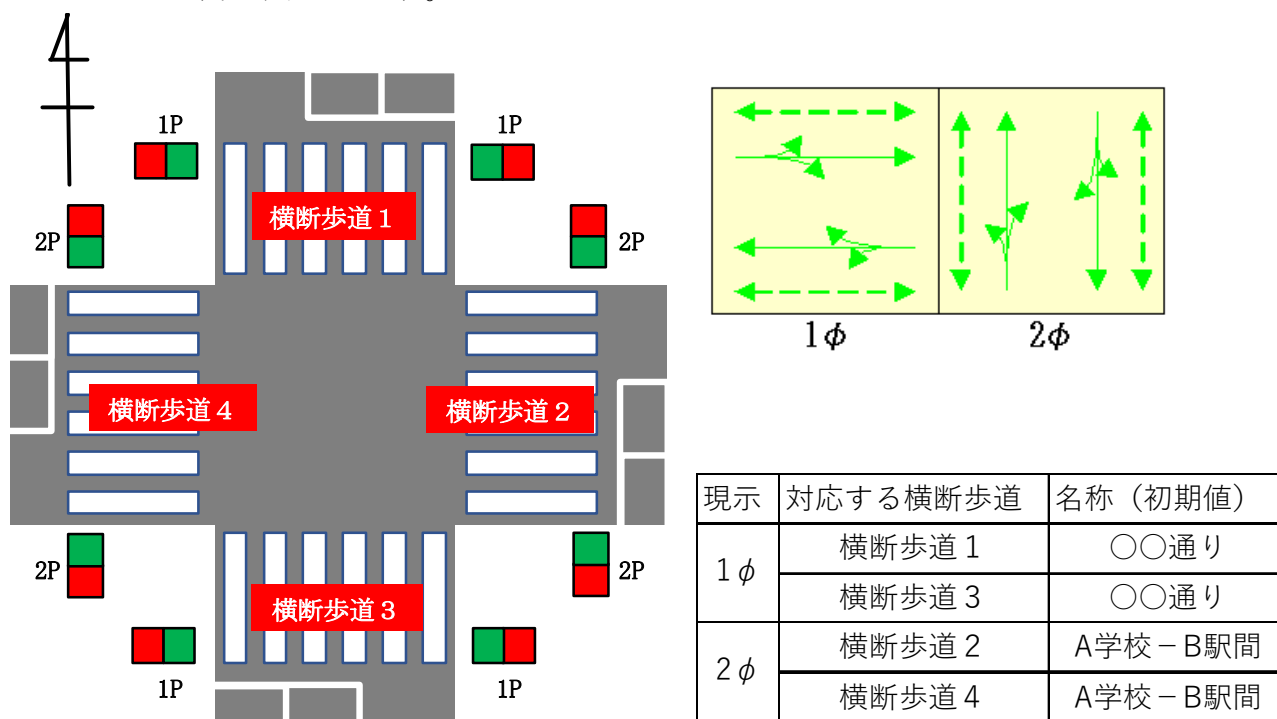 1P
1P
横断歩道１
2P
2P
1φ
2φ
横断歩道４
横断歩道２
2P
2P
横断歩道３
1P
1P
現示
対応する横断歩道
名称（初期値）
1φ
横断歩道１
〇〇通り
横断歩道３
〇〇通り
2φ
横断歩道２
A学校－B駅間
横断歩道４
A学校－B駅間